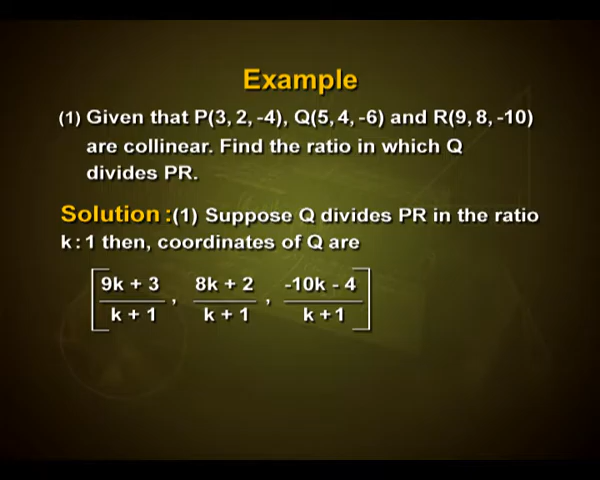 Example
(1) Given that P(3, 2, -4), Q(5, 4, -6) and R(9, 8, -10)
are collinear. Find the ratio in which Q
divides PR.
Solution :(1) Suppose Q divides PR in the ratio
k : 1 then, coordinates of Q are
[9k + 3 / k + 1 , 8k + 2 / k + 1 , -10k - 4 / k + 1]